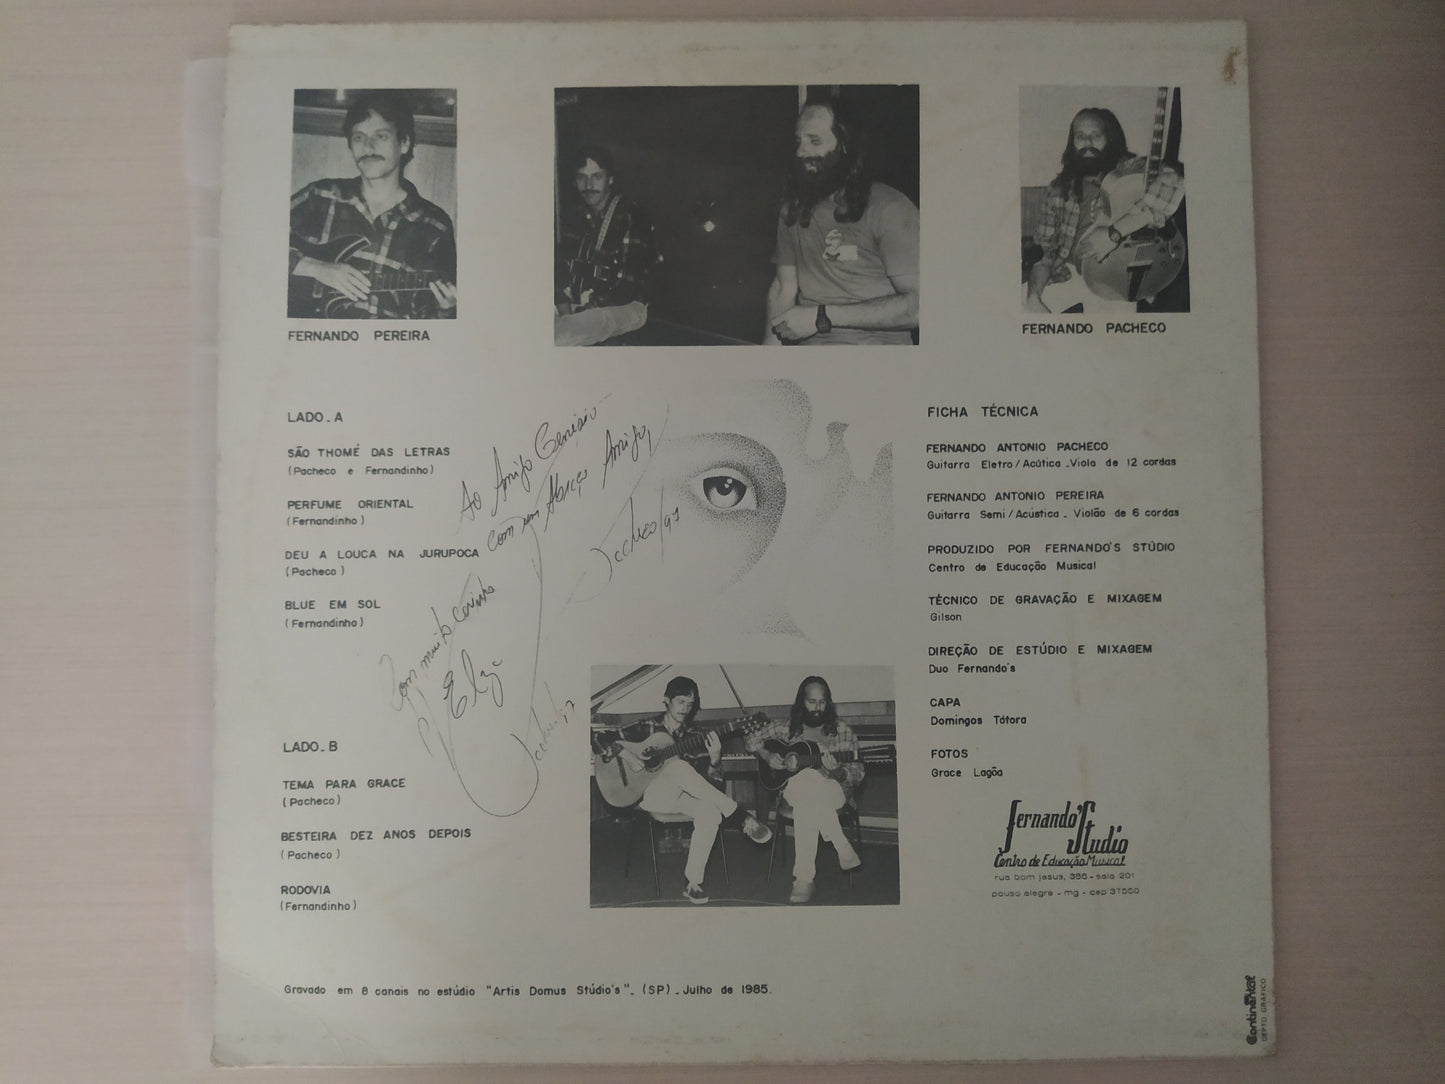 FERNANDO PEREIRA
FERNANDO PACHECO
LADO_A
SÃO THOMÉ DAS LETRAS
(Pacheco e Fernandinho)
PERFUME ORIENTAL
(Fernandinho)
DEU A LOUCA NA JURUPOCA
(Pacheco)
BLUE EM SOL
(Fernandinho)
LADO_B
TEMA PARA GRACE
(Pacheco)
BESTEIRA DEZ ANOS DEPOIS
(Pacheco)
RODOVIA
(Fernandinho)
Ao Amigo
com um Abraço Amigo,
Pacheco/97
Com muito carinho
FICHA TÉCNICA
FERNANDO ANTONIO PACHECO
Guitarra Eletro/Acútica _Viola de 12 cordas
FERNANDO ANTONIO PEREIRA
Guitarra Semi/Acústica _ Violão de 6 cordas
PRODUZIDO POR FERNANDO'S STÚDIO
Centro de Educação Musical
TÉCNICO DE GRAVAÇÃO E MIXAGEM
Gilson
DIREÇÃO DE ESTÚDIO E MIXAGEM
Duo Fernando's
CAPA
Domingos Tótora
FOTOS
Grace Lagôa
Fernando's Studio
Centro de Educação Musical
rua bom jesus, 386 - sala 201
pouso alegre - mg - cep 37550
Gravado em 8 canais no estúdio "Artis Domus Stúdio's"_ (SP) _ Julho de 1985.
Continental
DEPTO GRÁFICO